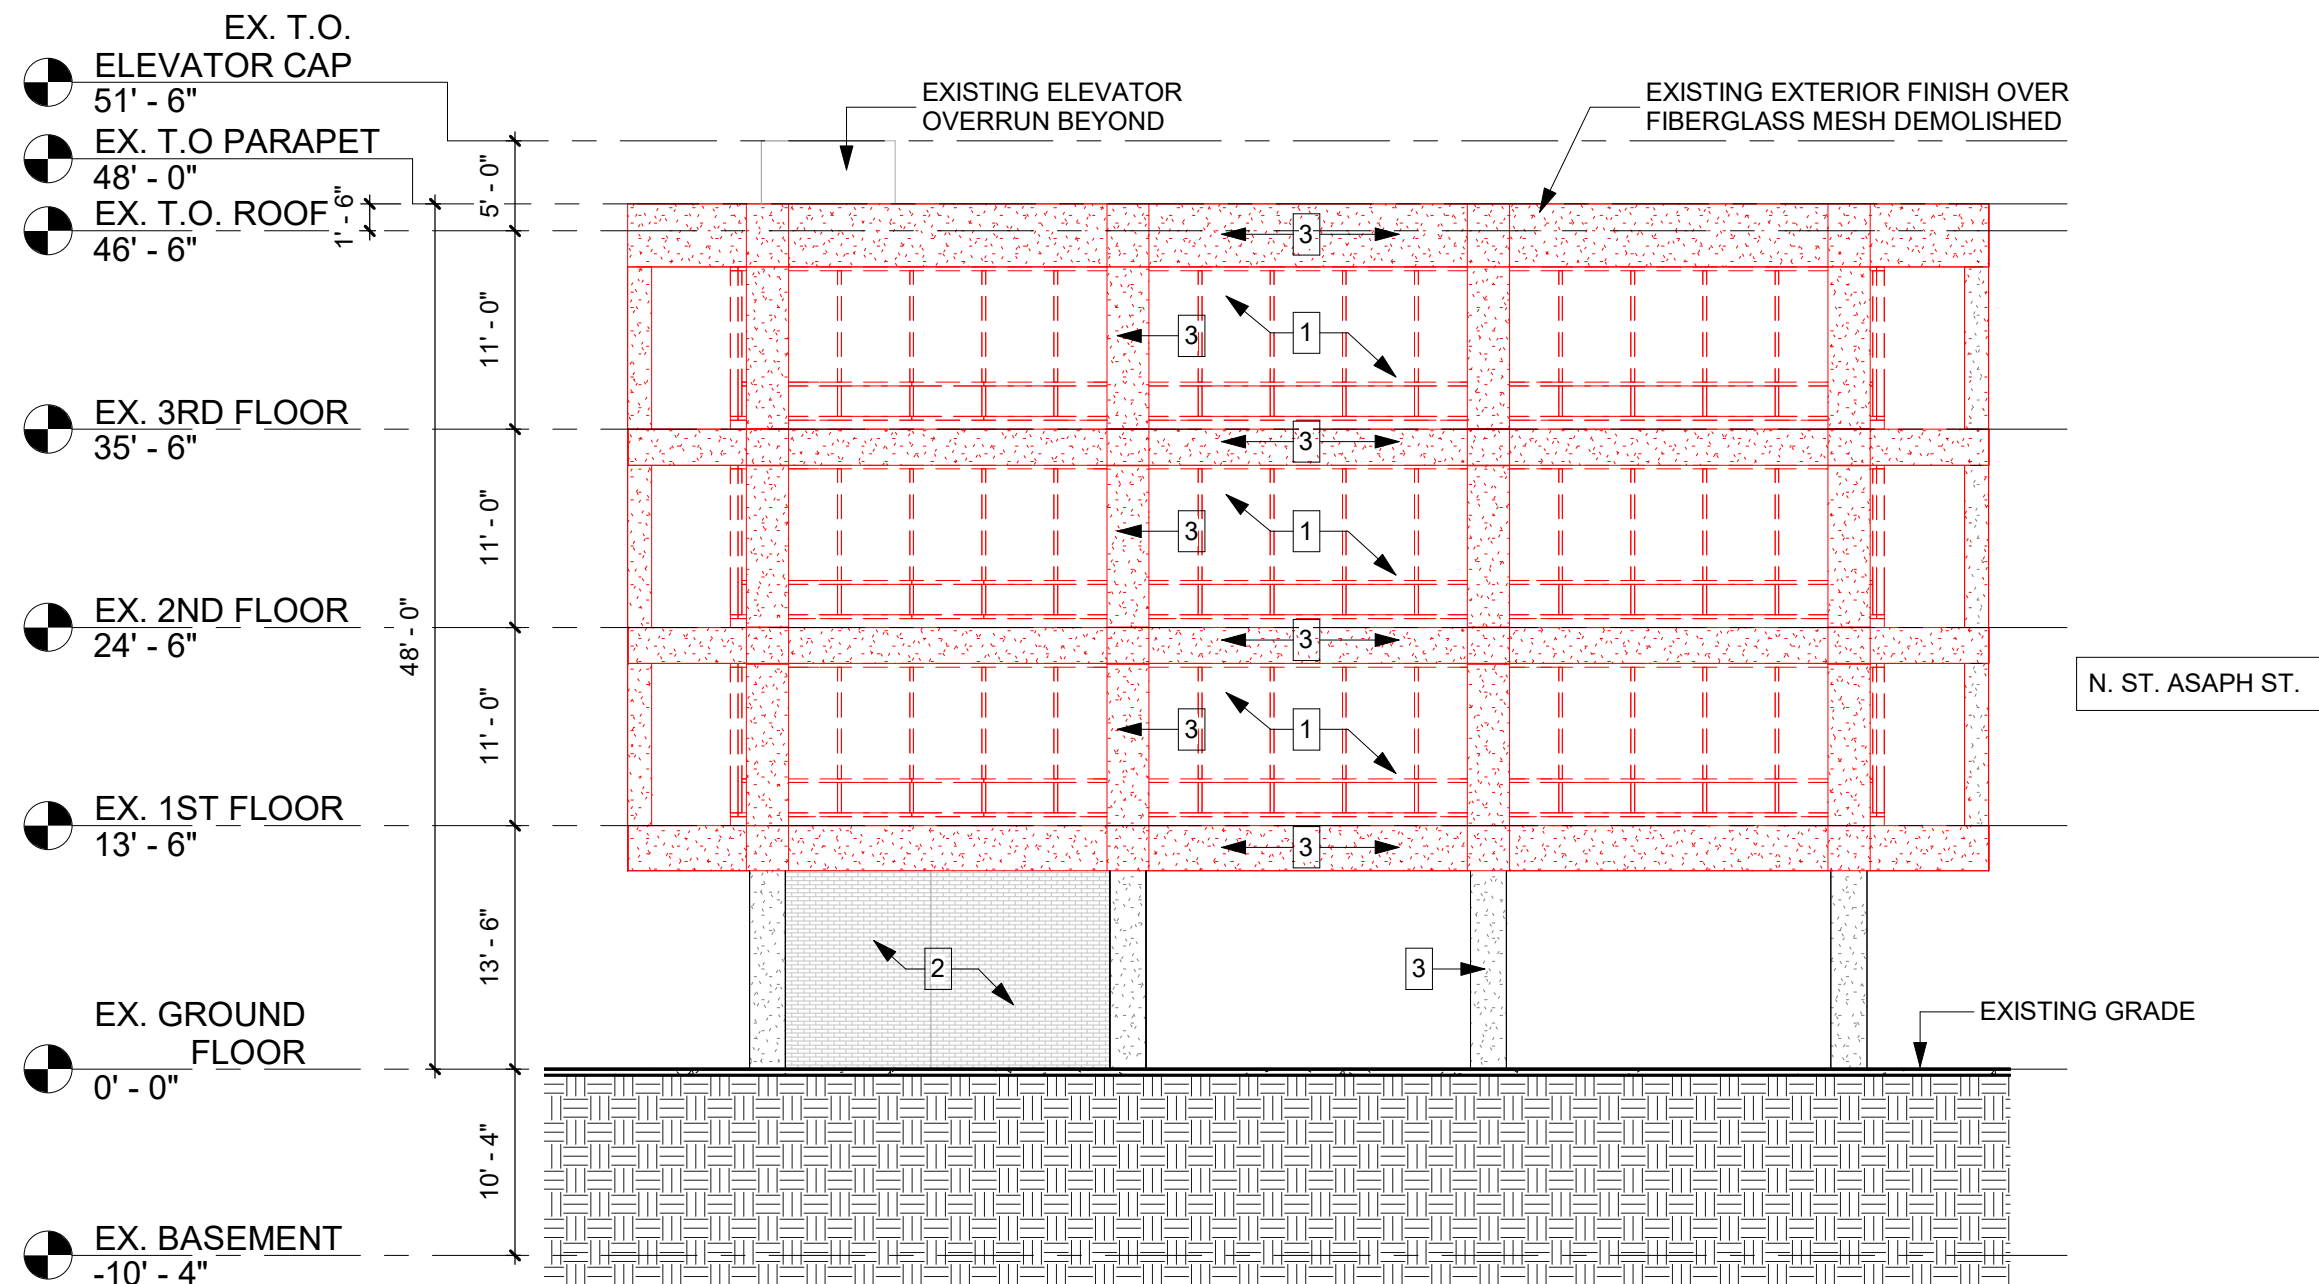 EX. T.O.
ELEVATOR CAP
51' - 6"
EX. T.O PARAPET
48' - 0"
EX. T.O. ROOF
46' - 6"
1' - 6"
5' - 0"
EXISTING ELEVATOR
OVERRUN BEYOND
EXISTING EXTERIOR FINISH OVER
FIBERGLASS MESH DEMOLISHED
3
11' - 0"
3
1
EX. 3RD FLOOR
35' - 6"
3
11' - 0"
3
1
EX. 2ND FLOOR
24' - 6"
48' - 0"
3
N. ST. ASAPH ST.
11' - 0"
3
1
EX. 1ST FLOOR
13' - 6"
3
13' - 6"
2
3
EX. GROUND
FLOOR
0' - 0"
EXISTING GRADE
10' - 4"
EX. BASEMENT
-10' - 4"